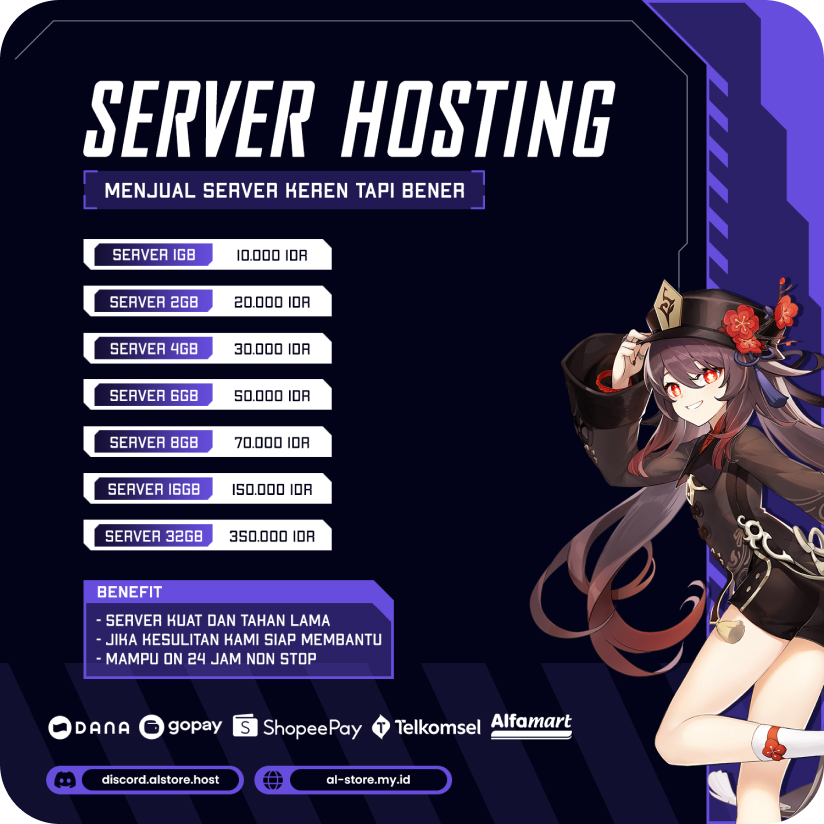 SERVER HOSTING
MENJUAL SERVER KEREN TAPI BENER
SERVER 1GB 10.000 IDR
SERVER 2GB 20.000 IDR
SERVER 4GB 30.000 IDR
SERVER 6GB 50.000 IDR
SERVER 8GB 70.000 IDR
SERVER 16GB 150.000 IDR
SERVER 32GB 350.000 IDR
BENEFIT
- SERVER KUAT DAN TAHAN LAMA
- JIKA KESULITAN KAMI SIAP MEMBANTU
- MAMPU ON 24 JAM NON STOP
DANA gopay S ShopeePay T Telkomsel Alfamart
discord.alstore.host al-store.my.id